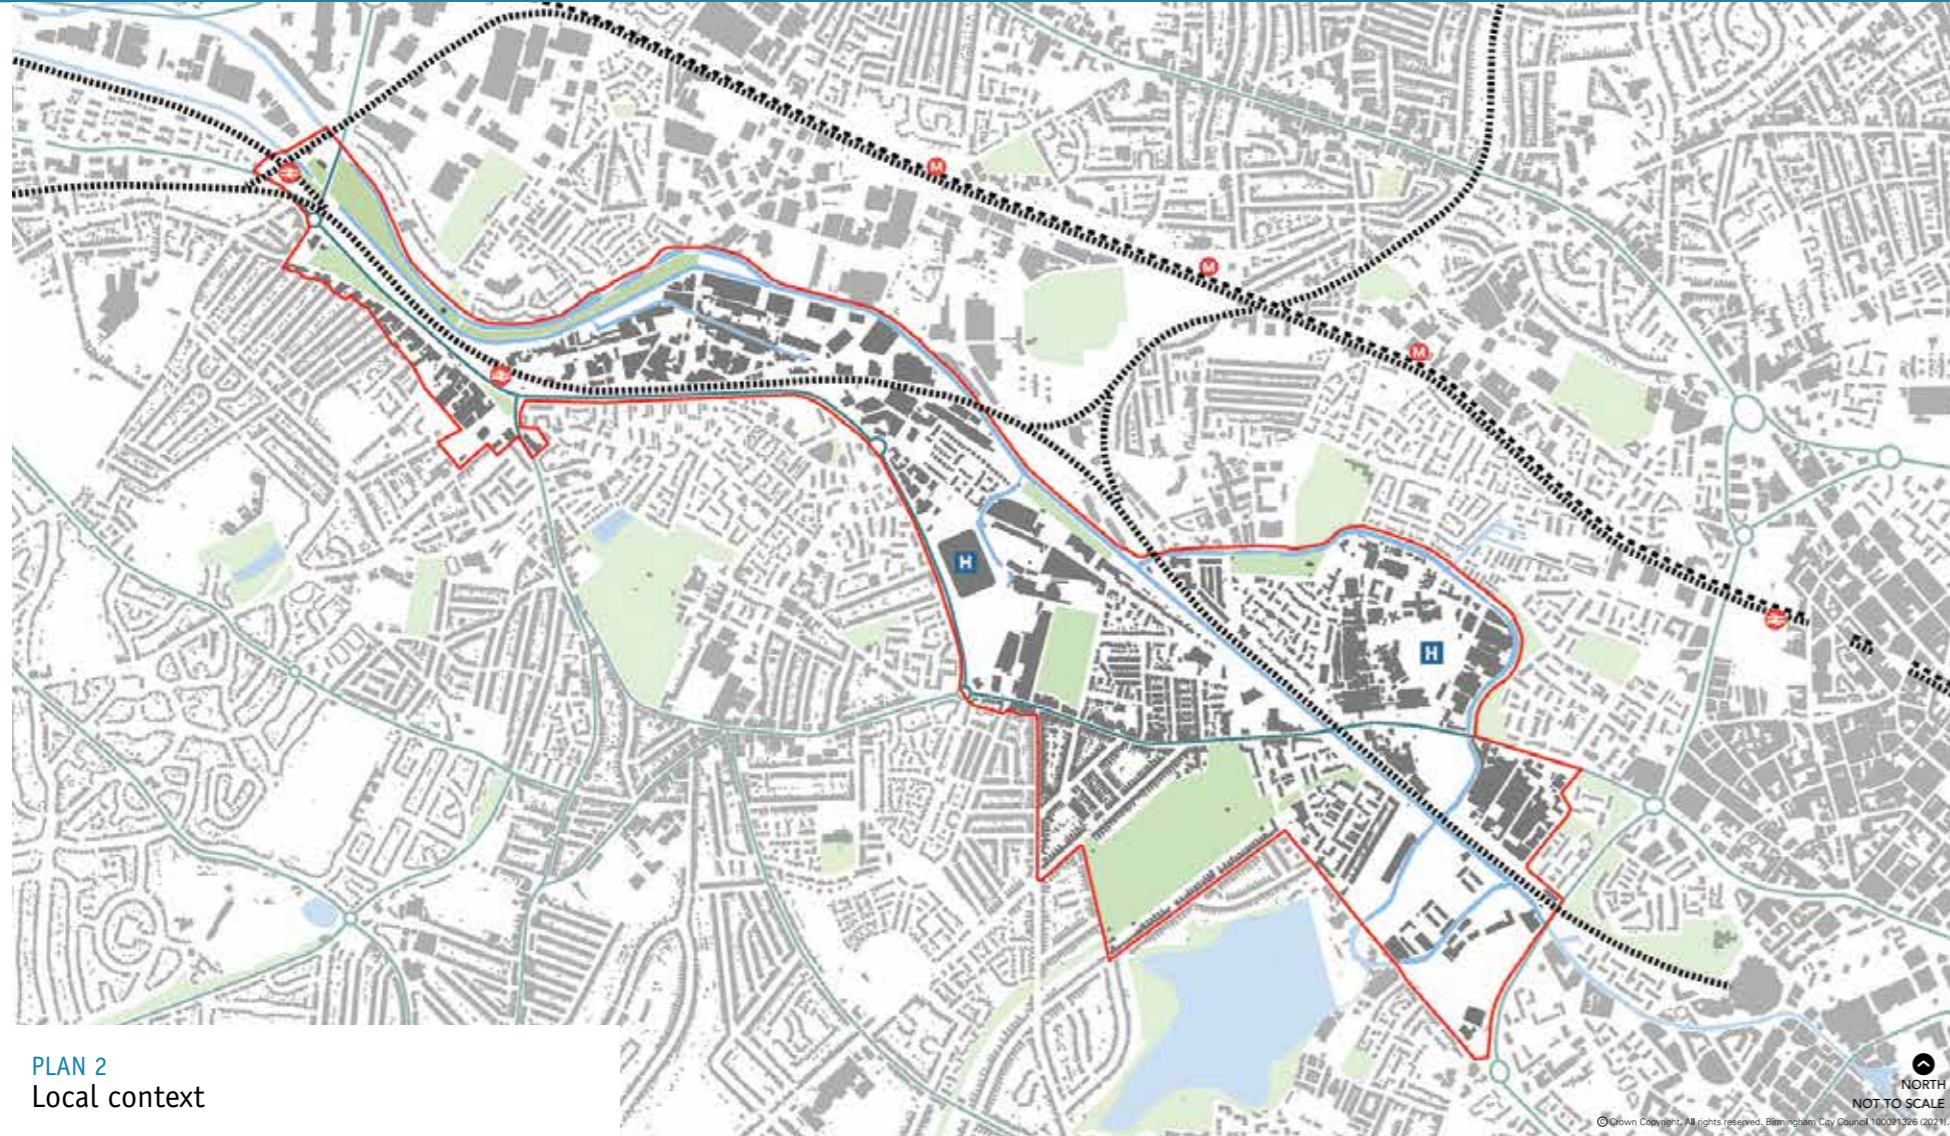 M
M
M
H
H
PLAN 2
Local context
NORTH
NOT TO SCALE
© Crown Copyright. All rights reserved. Birmingham City Council 100021326 (2021)